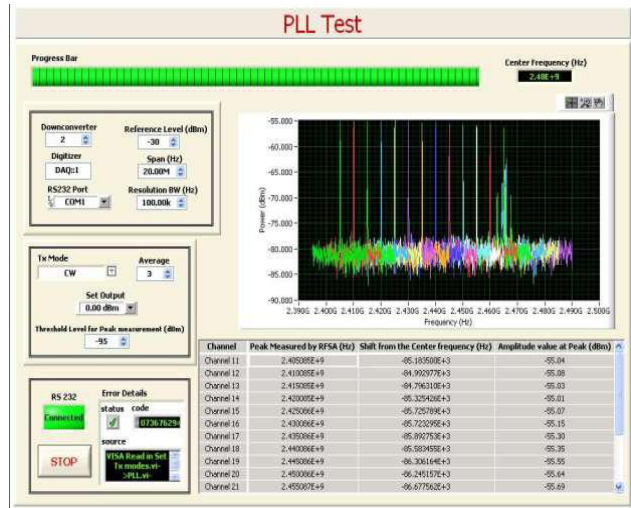 PLL Test
Progress Bar
Center Frequency (Hz)
2.48E+9
Downconverter
2
Reference Level (dBm)
-30
Digitizer
DAQ::1
Span (Hz)
20.00M
RS232 Port
COM1
Resolution BW (Hz)
100.00k
-55.000
-60.000
-65.000
-70.000
-75.000
-80.000
-85.000
-90.000
Power (dBm)
2.390G 2.400G 2.410G 2.420G 2.430G 2.440G 2.450G 2.460G 2.470G 2.480G 2.490G 2.500G
Frequency (Hz)
Tx Mode
CW
Average
3
Set Output
0.00 dBm
Threshold Level for Peak measurement (dBm)
-95
RS 232
Connected
STOP
Error Details
status code
07367629
source
VISA Read in Set
Tx modes.vi-
>PLL.vi-
Channel Peak Measured by RFSA (Hz) Shift from the Center frequency (Hz) Amplitude value at Peak (dBm)
Channel 11 2.405085E+9 -85.183500E+3 -55.04
Channel 12 2.410085E+9 -84.992977E+3 -55.08
Channel 13 2.415085E+9 -84.796310E+3 -55.03
Channel 14 2.420085E+9 -85.325426E+3 -55.01
Channel 15 2.425086E+9 -85.725789E+3 -55.07
Channel 16 2.430086E+9 -85.723295E+3 -55.15
Channel 17 2.435086E+9 -85.892753E+3 -55.30
Channel 18 2.440086E+9 -85.583455E+3 -55.35
Channel 19 2.445086E+9 -86.306164E+3 -55.55
Channel 20 2.450086E+9 -86.245157E+3 -55.64
Channel 21 2.455087E+9 -86.677562E+3 -55.69